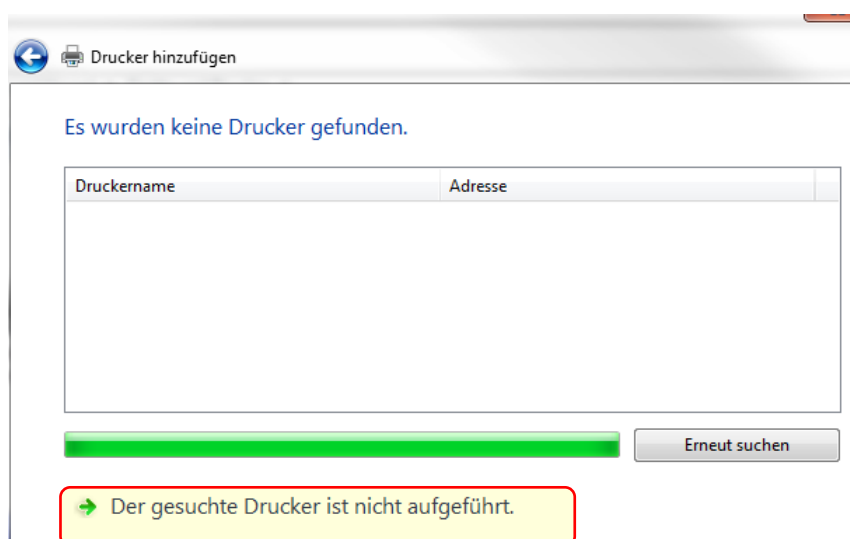 Drucker hinzufügen
Es wurden keine Drucker gefunden.
Druckername Adresse
Erneut suchen
Der gesuchte Drucker ist nicht aufgeführt.